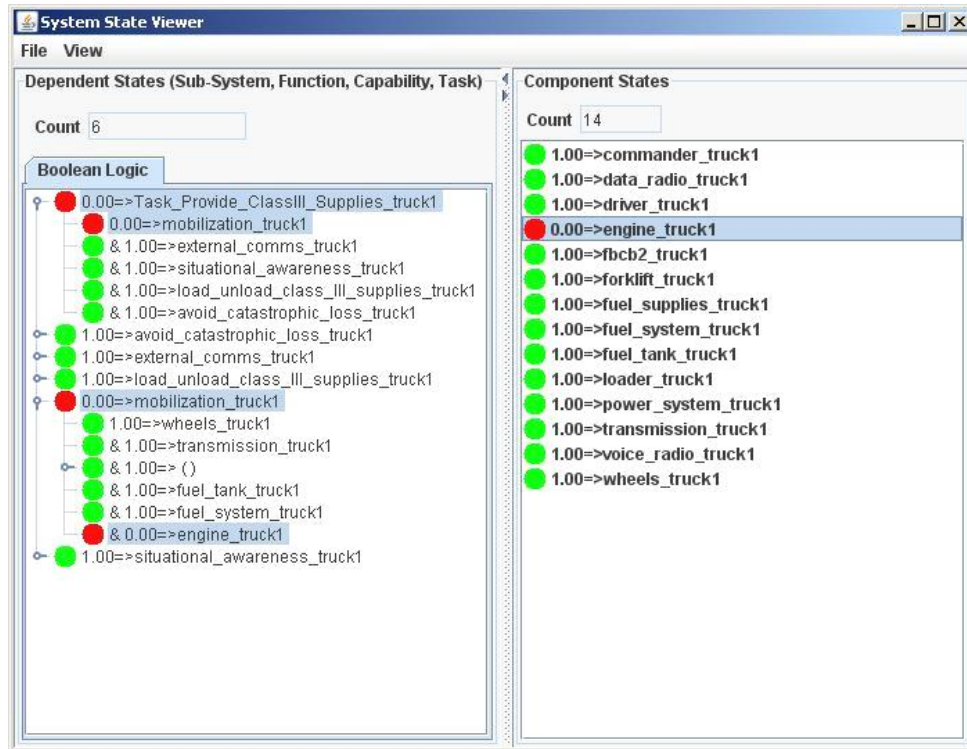 System State Viewer
File View
Dependent States (Sub-System, Function, Capability, Task)
Count 6
Boolean Logic
0.00=>Task_Provide_ClassIII_Supplies_truck1
0.00=>mobilization_truck1
& 1.00=>external_comms_truck1
& 1.00=>situational_awareness_truck1
& 1.00=>load_unload_class_III_supplies_truck1
& 1.00=>avoid_catastrophic_loss_truck1
1.00=>avoid_catastrophic_loss_truck1
1.00=>external_comms_truck1
1.00=>load_unload_class_III_supplies_truck1
0.00=>mobilization_truck1
1.00=>wheels_truck1
& 1.00=>transmission_truck1
& 1.00=> ( )
& 1.00=>fuel_tank_truck1
& 1.00=>fuel_system_truck1
& 0.00=>engine_truck1
1.00=>situational_awareness_truck1
Component States
Count 14
1.00=>commander_truck1
1.00=>data_radio_truck1
1.00=>driver_truck1
0.00=>engine_truck1
1.00=>fbcb2_truck1
1.00=>forklift_truck1
1.00=>fuel_supplies_truck1
1.00=>fuel_system_truck1
1.00=>fuel_tank_truck1
1.00=>loader_truck1
1.00=>power_system_truck1
1.00=>transmission_truck1
1.00=>voice_radio_truck1
1.00=>wheels_truck1